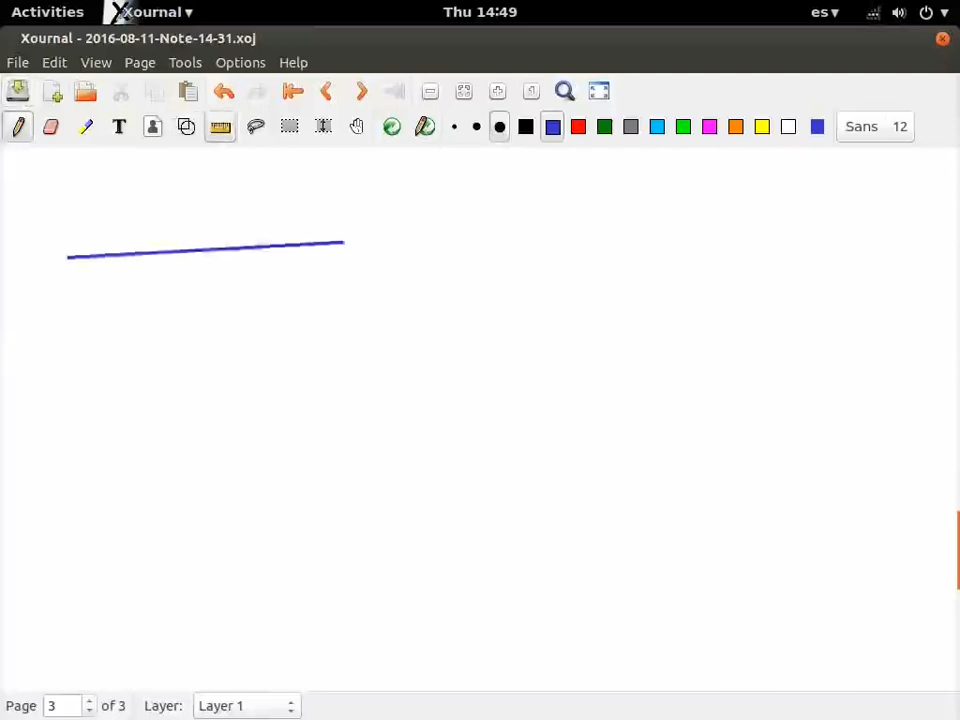 Activities Xournal ▾ Thu 14:49 es ▾
Xournal - 2016-08-11-Note-14-31.xoj
File Edit View Page Tools Options Help
T Sans 12
Page 3 of 3 Layer: Layer 1